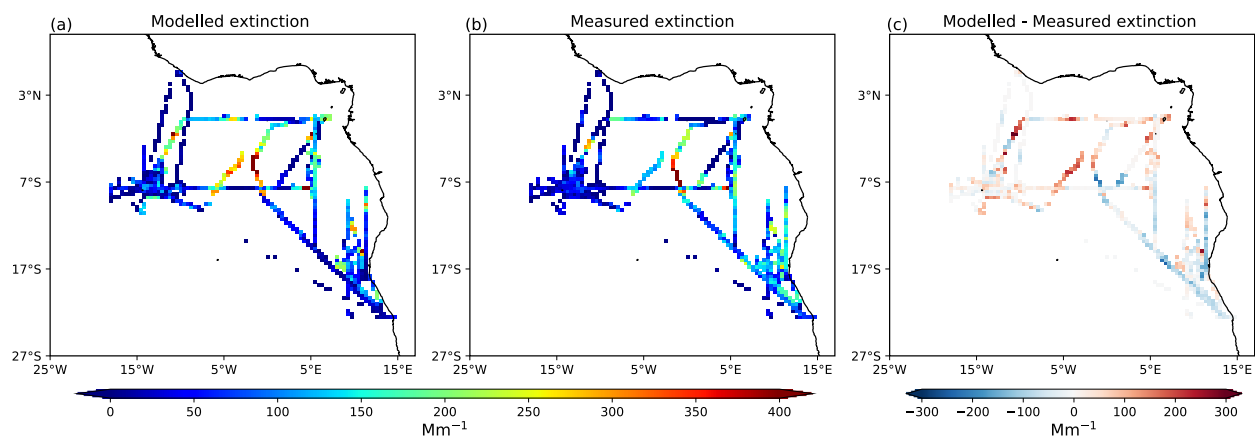 (a) Modelled extinction
(b) Measured extinction
(c) Modelled - Measured extinction
3°N
7°S
17°S
27°S
25°W 15°W 5°W 5°E 15°E
3°N
7°S
17°S
27°S
25°W 15°W 5°W 5°E 15°E
3°N
7°S
17°S
27°S
25°W 15°W 5°W 5°E 15°E
0 50 100 150 200 250 300 350 400
Mm⁻¹
−300 −200 −100 0 100 200 300
Mm⁻¹